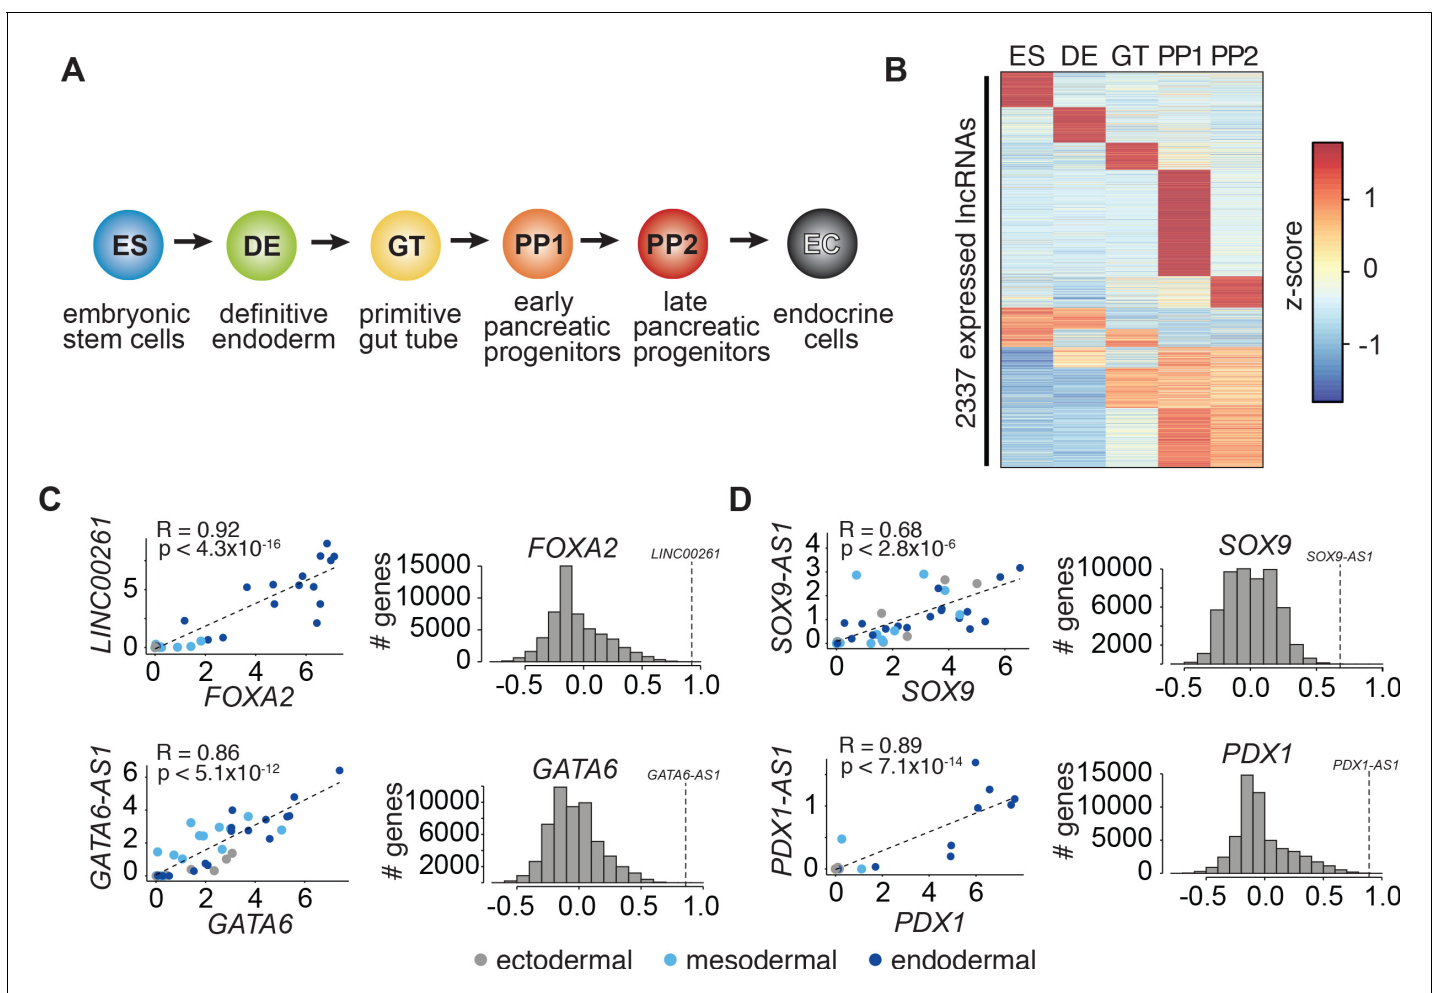 A
ES
DE
GT
PP1
PP2
EC
embryonic
stem cells
definitive
endoderm
primitive
gut tube
early
pancreatic
progenitors
late
pancreatic
progenitors
endocrine
cells
B
ES DE GT PP1 PP2
2337 expressed lncRNAs
1
0
-1
z-score
C
LINC00261
R = 0.92
p < 4.3x10-16
5
0
0 2 4 6
FOXA2
# genes
15000
10000
5000
0
FOXA2
LINC00261
-0.5 0.0 0.5 1.0
GATA6-AS1
R = 0.86
p < 5.1x10-12
6
4
2
0
0 2 4 6
GATA6
# genes
10000
6000
2000
GATA6
GATA6-AS1
-0.5 0.0 0.5 1.0
D
SOX9-AS1
R = 0.68
p < 2.8x10-6
4
3
2
1
0
0 2 4 6
SOX9
# genes
10000
6000
2000
SOX9
SOX9-AS1
-0.5 0.0 0.5 1.0
PDX1-AS1
R = 0.89
p < 7.1x10-14
1
0
0 2 4 6
PDX1
# genes
15000
10000
5000
0
PDX1
PDX1-AS1
-0.5 0.0 0.5 1.0
ectodermal mesodermal endodermal